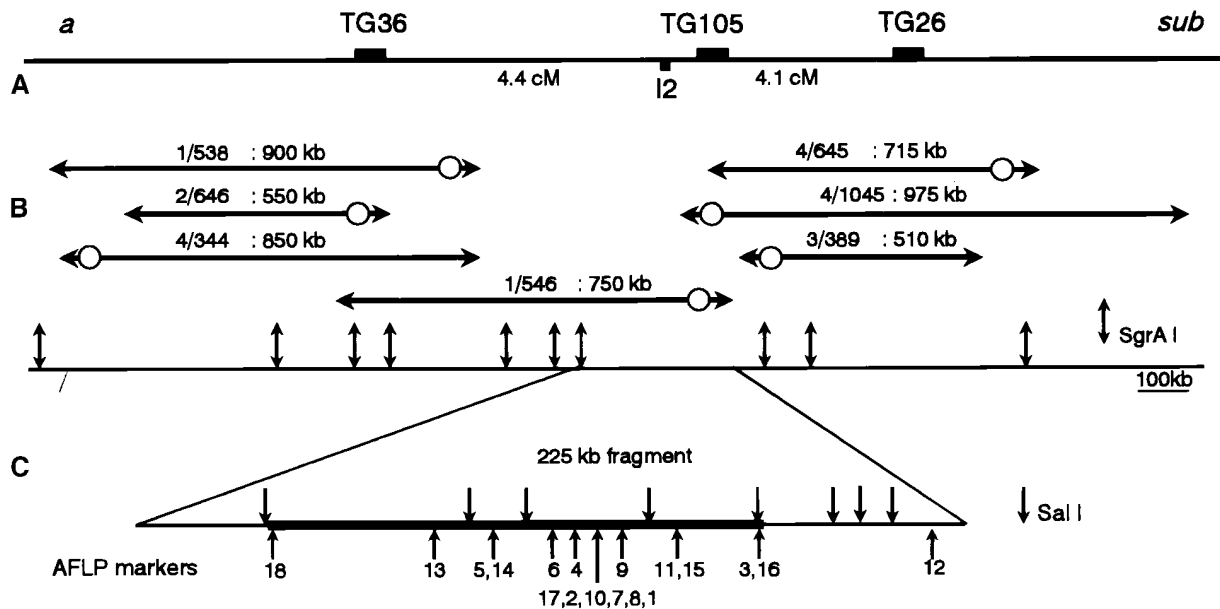 a TG36 TG105 TG26 sub
A 4.4 cM I2 4.1 cM
1/538 : 900 kb 4/645 : 715 kb
B 2/646 : 550 kb 4/1045 : 975 kb
4/344 : 850 kb 3/389 : 510 kb
1/546 : 750 kb
SgrA I
100kb
C 225 kb fragment
Sal I
AFLP markers 18 13 5,14 6 4 9 11,15 3,16 12
17,2,10,7,8,1